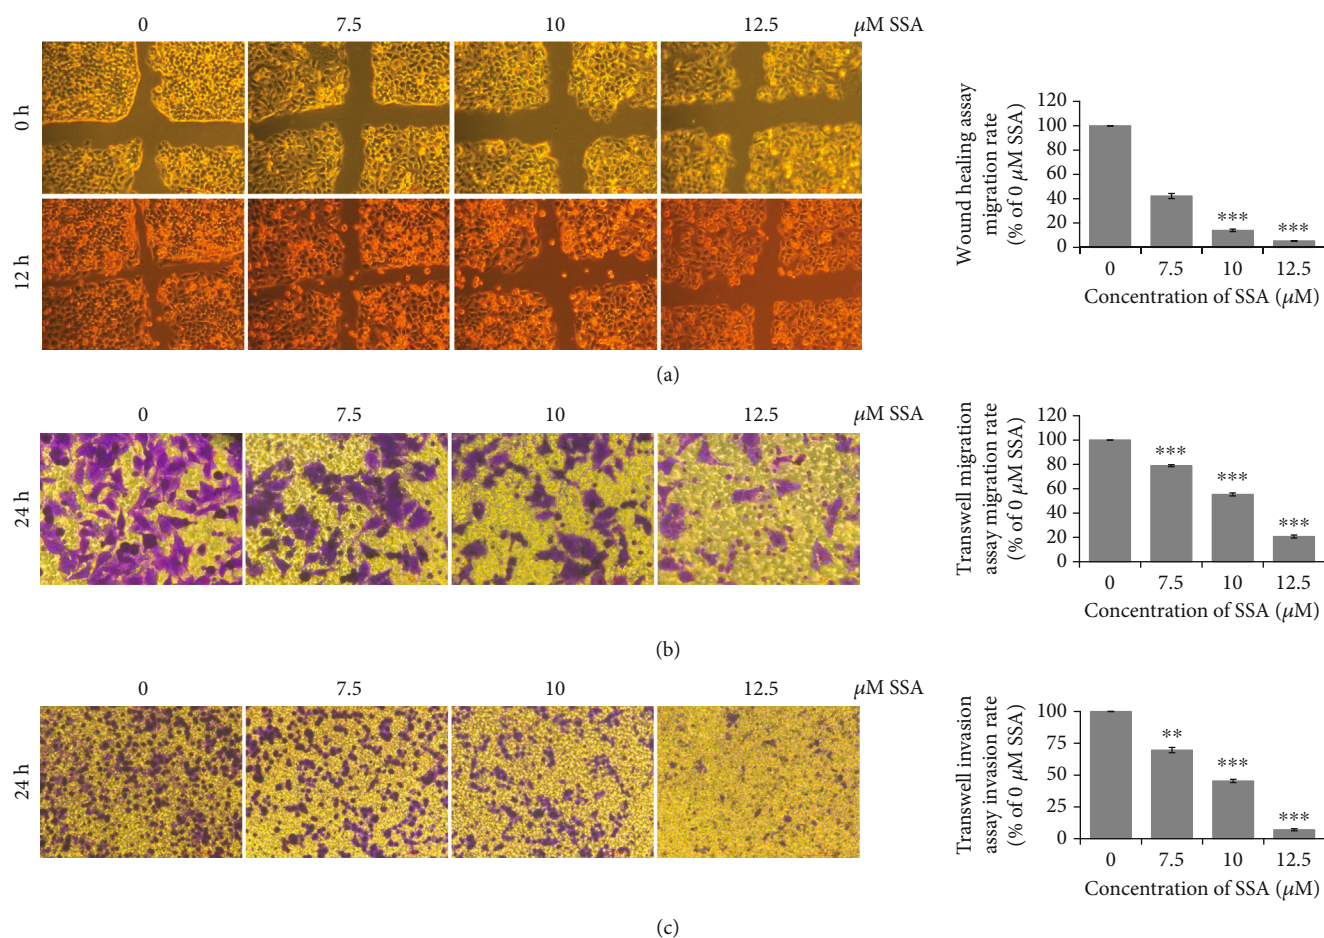 0 7.5 10 12.5 μM SSA
0 h
12 h
Wound healing assay
migration rate
(% of 0 μM SSA)
120
100
80
60
40
20
0
*** ***
0 7.5 10 12.5
Concentration of SSA (μM)
(a)
0 7.5 10 12.5 μM SSA
24 h
Transwell migration
assay migration rate
(% of 0 μM SSA)
120
100
80
60
40
20
0
*** *** ***
0 7.5 10 12.5
Concentration of SSA (μM)
(b)
0 7.5 10 12.5 μM SSA
24 h
Transwell invasion
assay invasion rate
(% of 0 μM SSA)
100
75
50
25
0
** *** ***
0 7.5 10 12.5
Concentration of SSA (μM)
(c)